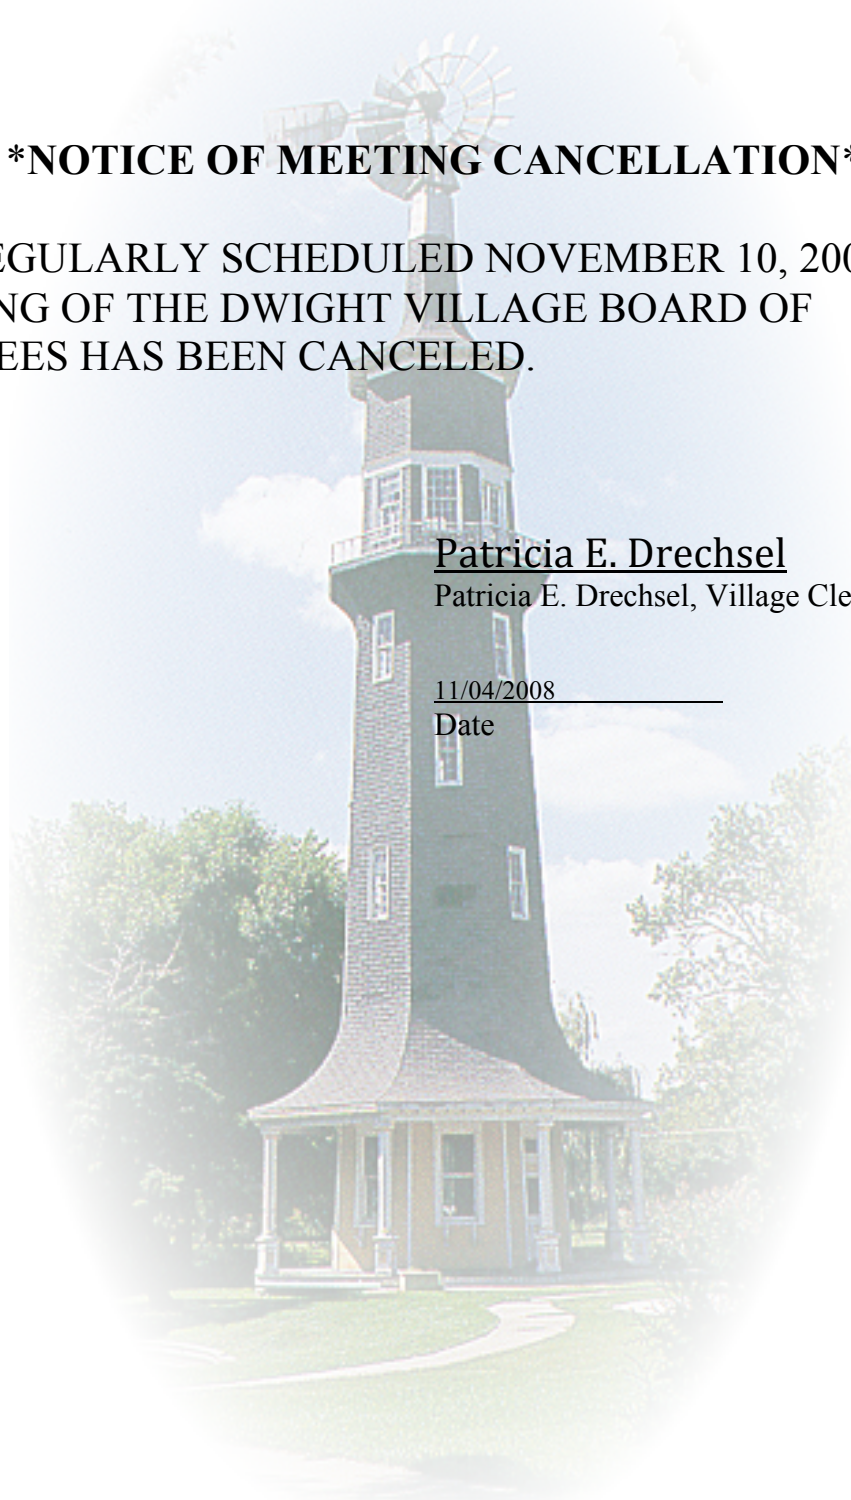 *NOTICE OF MEETING CANCELLATION*
EGULARLY SCHEDULED NOVEMBER 10, 200
NG OF THE DWIGHT VILLAGE BOARD OF
EES HAS BEEN CANCELED.
Patricia E. Drechsel
Patricia E. Drechsel, Village Cle
11/04/2008
Date